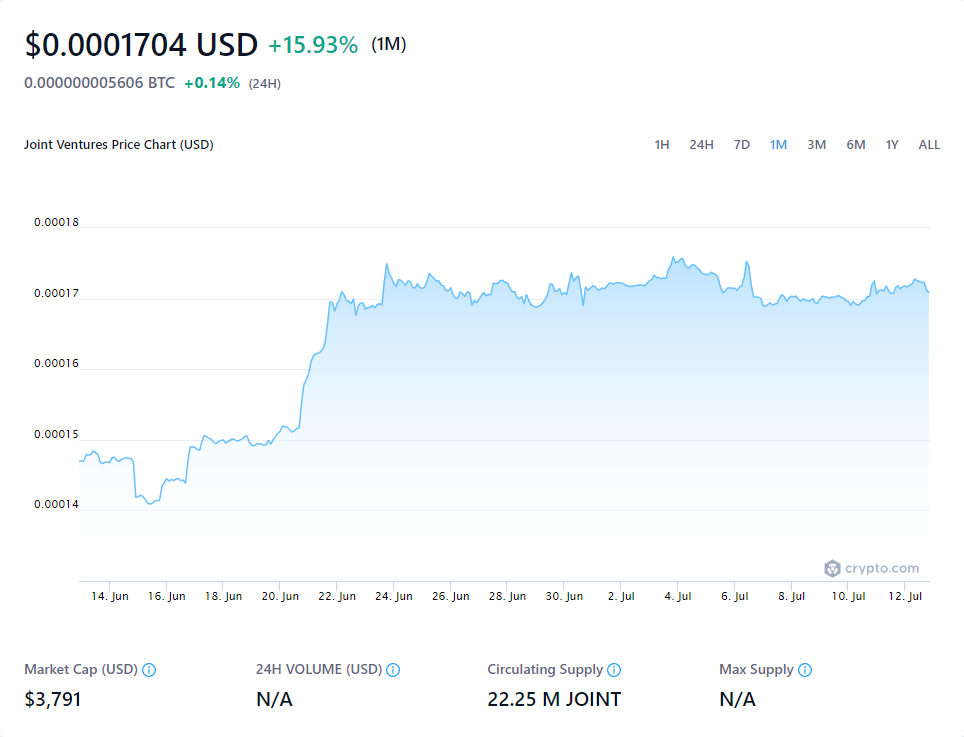 $0.0001704 USD +15.93% (1M)
0.000000005606 BTC +0.14% (24H)
Joint Ventures Price Chart (USD) 1H 24H 7D 1M 3M 6M 1Y ALL
0.00018
0.00017
0.00016
0.00015
0.00014
crypto.com
14. Jun 16. Jun 18. Jun 20. Jun 22. Jun 24. Jun 26. Jun 28. Jun 30. Jun 2. Jul 4. Jul 6. Jul 8. Jul 10. Jul 12. Jul
Market Cap (USD) 24H VOLUME (USD) Circulating Supply Max Supply
$3,791 N/A 22.25 M JOINT N/A